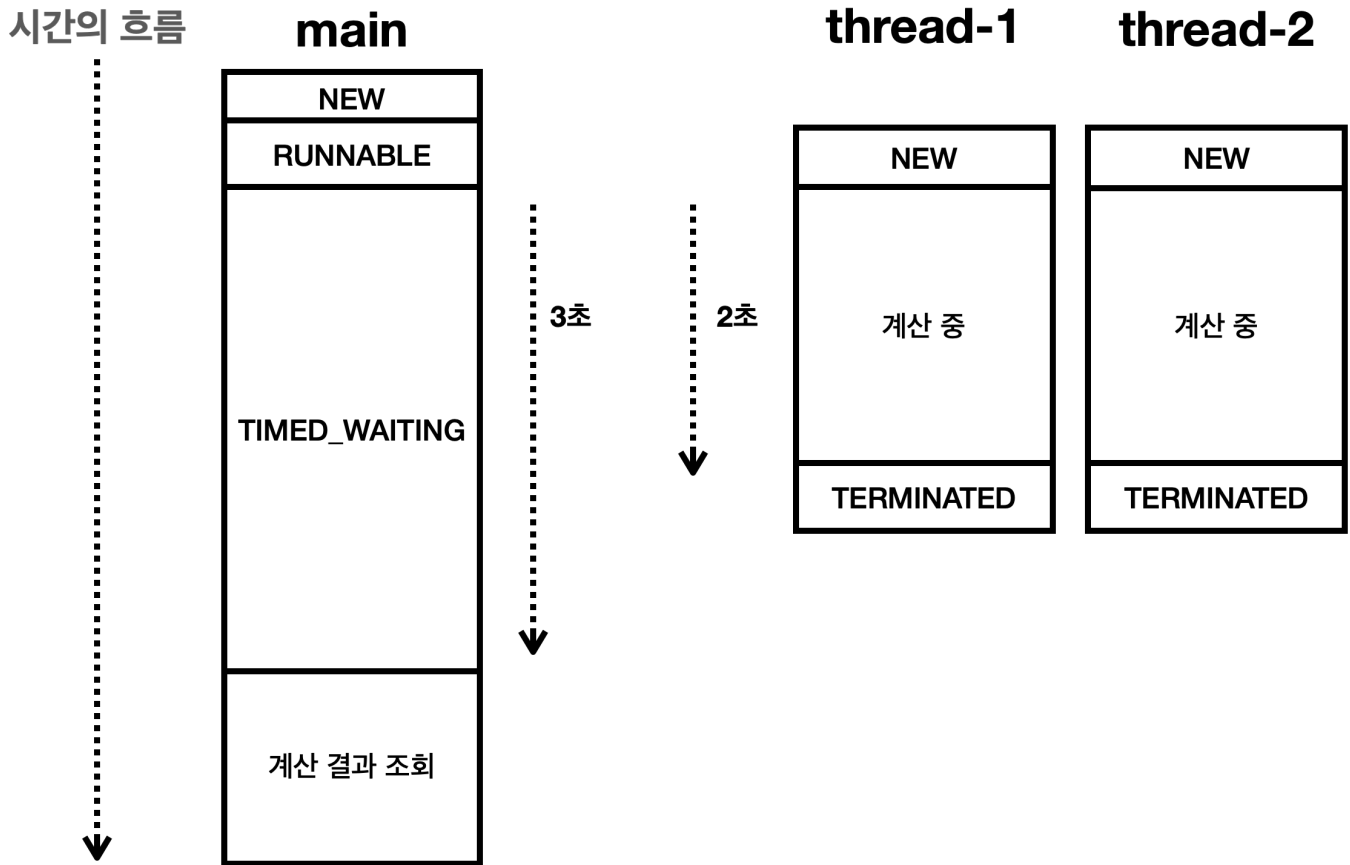 시간의 흐름
main
thread-1
thread-2
NEW
RUNNABLE
TIMED_WAITING
계산 결과 조회
3초
2초
NEW
계산 중
TERMINATED
NEW
계산 중
TERMINATED